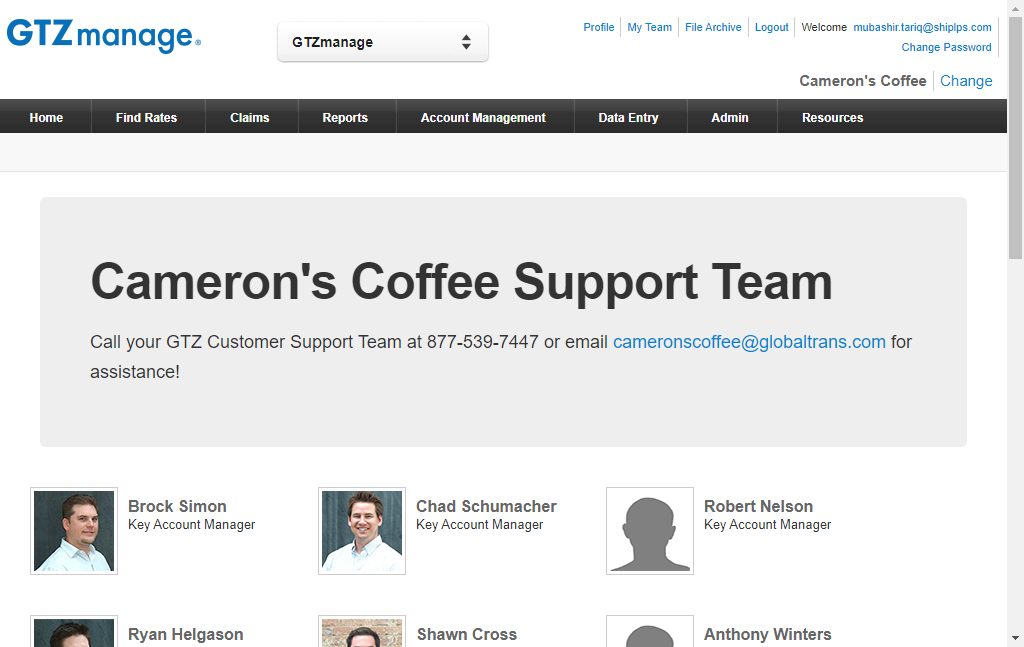 GTZmanage®
GTZmanage
Profile
My Team
File Archive
Logout
Welcome mubashir.tariq@shiplps.com
Change Password
Cameron's Coffee
Change
Home
Find Rates
Claims
Reports
Account Management
Data Entry
Admin
Resources
Cameron's Coffee Support Team
Call your GTZ Customer Support Team at 877-539-7447 or email cameronscoffee@globaltrans.com for
assistance!
Brock Simon
Key Account Manager
Chad Schumacher
Key Account Manager
Robert Nelson
Key Account Manager
Ryan Helgason
Shawn Cross
Anthony Winters